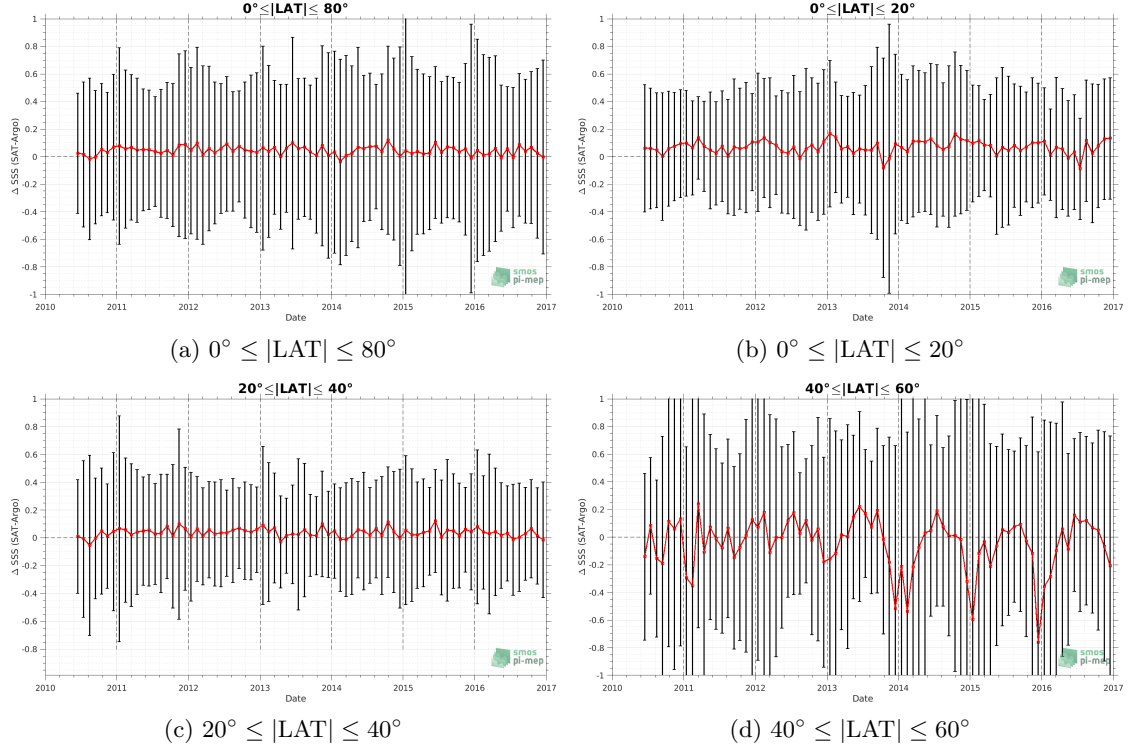 0°≤|LAT|≤ 80°
1
0.8
0.6
0.4
0.2
0
-0.2
-0.4
-0.6
-0.8
-1
Δ SSS (SAT-Argo)
2010 2011 2012 2013 2014 2015 2016 2017
Date
smos
pi-mep
(a) 0° ≤ |LAT| ≤ 80°
0°≤|LAT|≤ 20°
1
0.8
0.6
0.4
0.2
0
-0.2
-0.4
-0.6
-0.8
-1
Δ SSS (SAT-Argo)
2010 2011 2012 2013 2014 2015 2016 2017
Date
smos
pi-mep
(b) 0° ≤ |LAT| ≤ 20°
20°≤|LAT|≤ 40°
1
0.8
0.6
0.4
0.2
0
-0.2
-0.4
-0.6
-0.8
Δ SSS (SAT-Argo)
2010 2011 2012 2013 2014 2015 2016 2017
Date
smos
pi-mep
(c) 20° ≤ |LAT| ≤ 40°
40°≤|LAT|≤ 60°
1
0.8
0.6
0.4
0.2
0
-0.2
-0.4
-0.6
-0.8
-1
Δ SSS (SAT-Argo)
2010 2011 2012 2013 2014 2015 2016 2017
Date
smos
pi-mep
(d) 40° ≤ |LAT| ≤ 60°